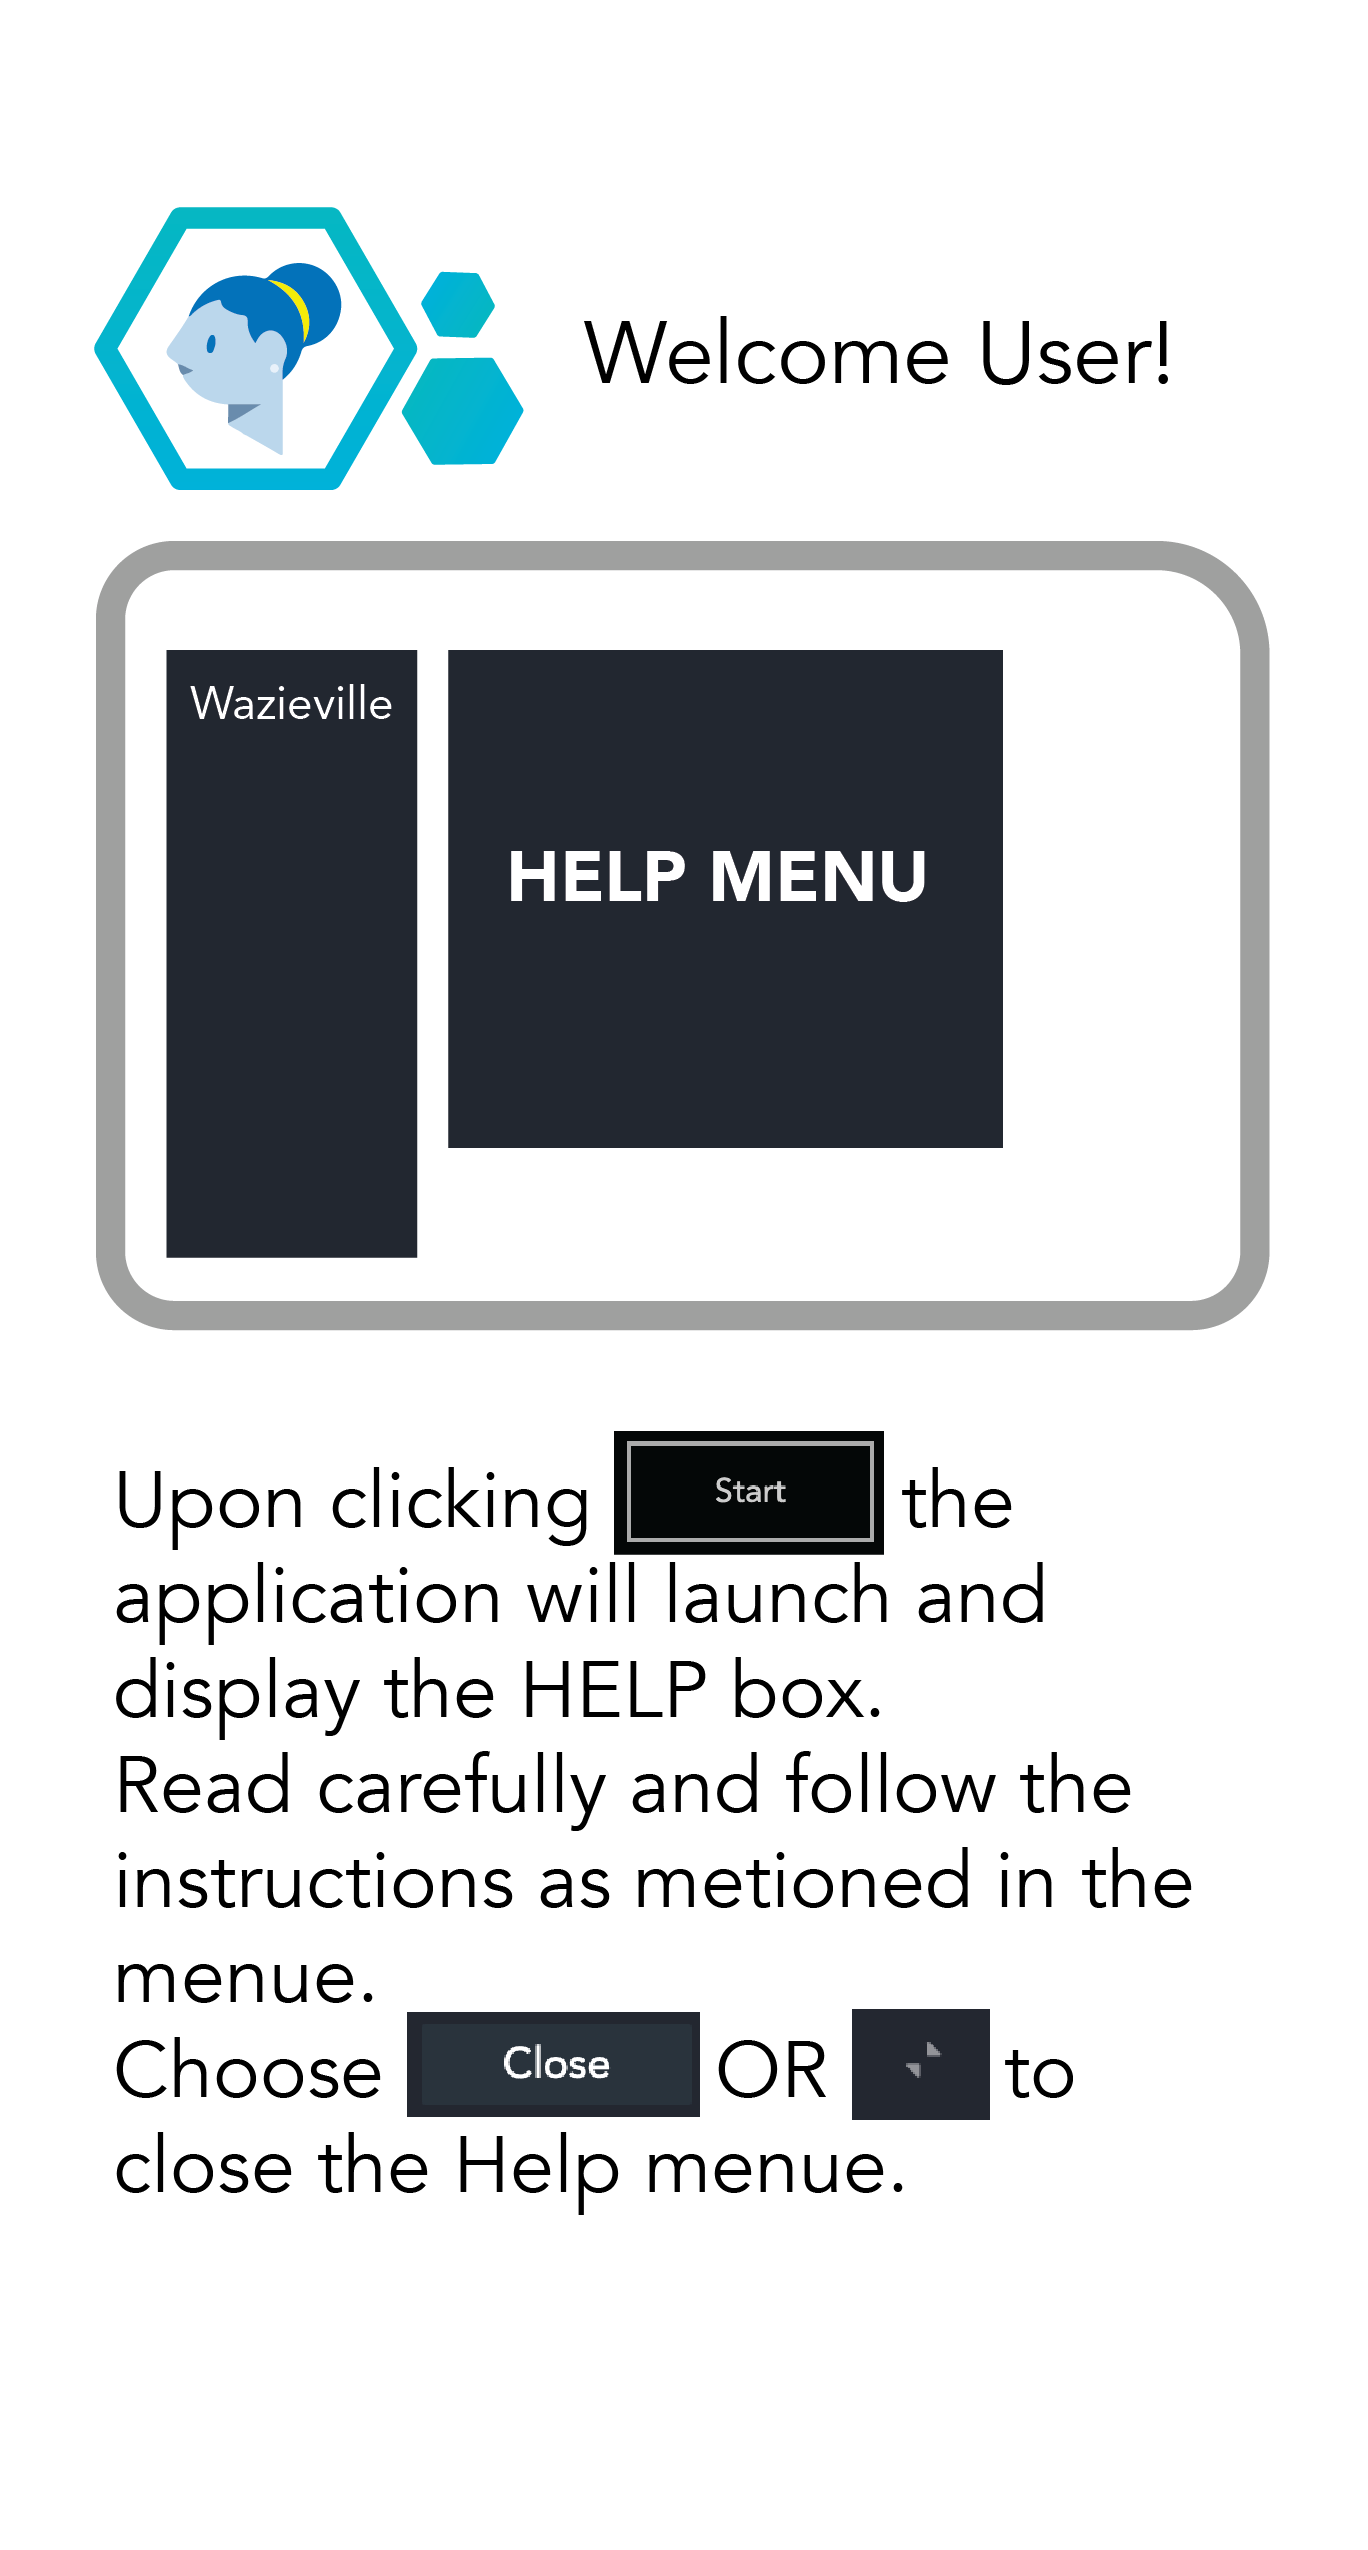 Welcome User!
Wazieville
HELP MENU
Upon clicking Start the
application will launch and
display the HELP box.
Read carefully and follow the
instructions as metioned in the
menue.
Choose Close OR to
close the Help menue.